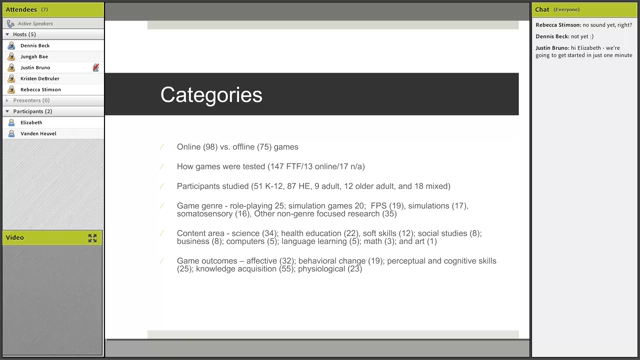 Attendees (7)
Active Speakers
Hosts (5)
Dennis Beck
Jungah Bae
Justin Bruno
Kristen DeBruler
Rebecca Stimson
Presenters (0)
Participants (2)
Elizabeth
Vanden Heuvel
Video
Categories
Online (98) vs. offline (75) games
How games were tested (147 FTF/13 online/17 n/a)
Participants studied (51 K-12, 87 HE, 9 adult, 12 older adult, and 18 mixed)
Game genre - role-playing 25; simulation games 20; FPS (19), simulations (17),
somatosensory (16), Other non-genre focused research (35)
Content area - science (34); health education (22), soft skills (12); social studies (8);
business (8); computers (5); language learning (5); math (3); and art (1)
Game outcomes – affective (32); behavioral change (19); perceptual and cognitive skills
(25); knowledge acquisition (55); physiological (23)
Chat (Everyone)
Rebecca Stimson: no sound yet, right?
Dennis Beck: not yet :)
Justin Bruno: hi Elizabeth - we're
going to get started in just one minute